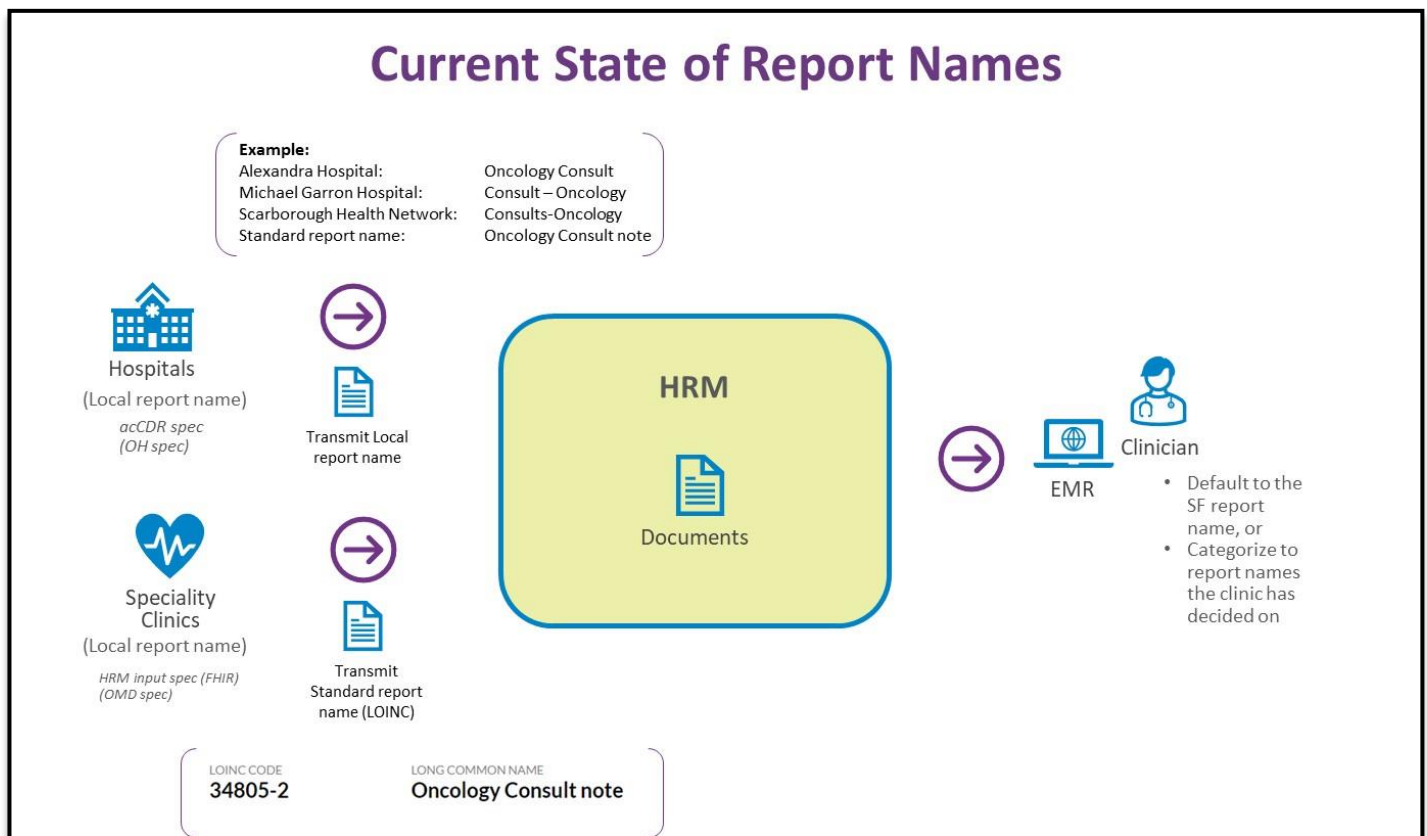 Current State of Report Names
Example:
Alexandra Hospital: Oncology Consult
Michael Garron Hospital: Consult – Oncology
Scarborough Health Network: Consults-Oncology
Standard report name: Oncology Consult note
Hospitals
(Local report name)
acCDR spec
(OH spec)
Transmit Local
report name
Speciality
Clinics
(Local report name)
HRM input spec (FHIR)
(OMD spec)
Transmit
Standard report
name (LOINC)
HRM
Documents
EMR
Clinician
• Default to the
SF report
name, or
• Categorize to
report names
the clinic has
decided on
LOINC CODE LONG COMMON NAME
34805-2 Oncology Consult note